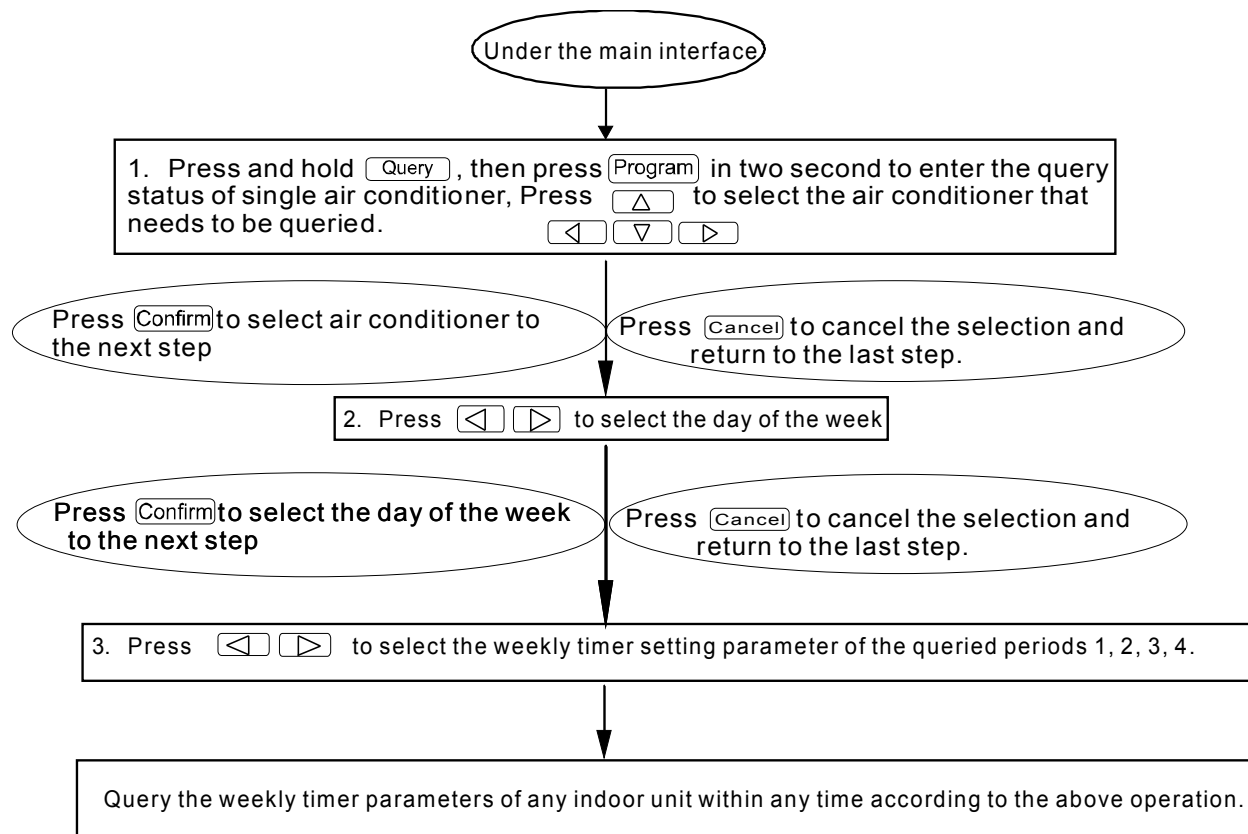 Under the main interface
1. Press and hold Query , then press Program in two second to enter the query
status of single air conditioner, Press to select the air conditioner that
needs to be queried.
Press Confirm to select air conditioner to
the next step
Press Cancel to cancel the selection and
return to the last step.
2. Press to select the day of the week
Press Confirm to select the day of the week
to the next step
Press Cancel to cancel the selection and
return to the last step.
3. Press to select the weekly timer setting parameter of the queried periods 1, 2, 3, 4.
Query the weekly timer parameters of any indoor unit within any time according to the above operation.